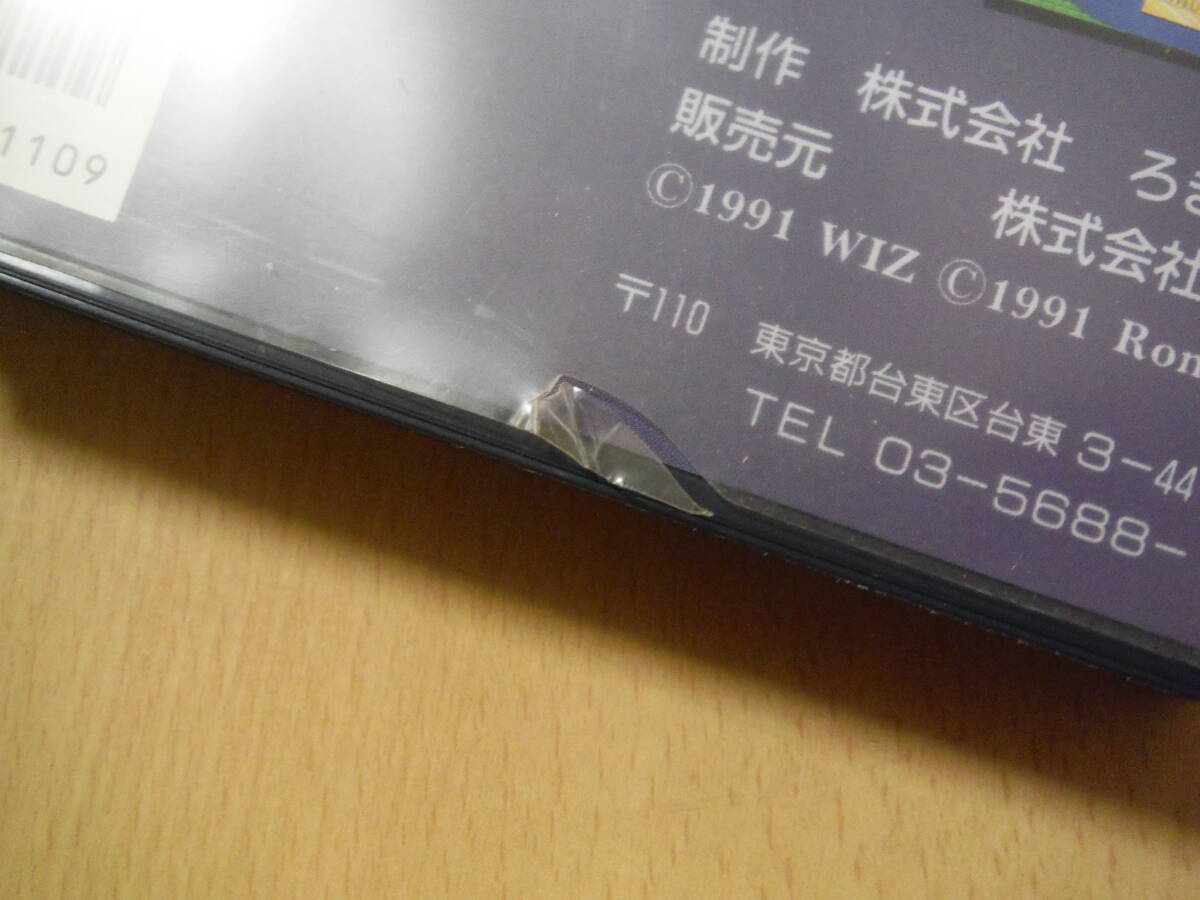 制作 株式会社 ろ
販売元 株式会社
©1991 WIZ ©1991 Ron
〒110 東京都台東区台東3-44
TEL 03-5688-
1109